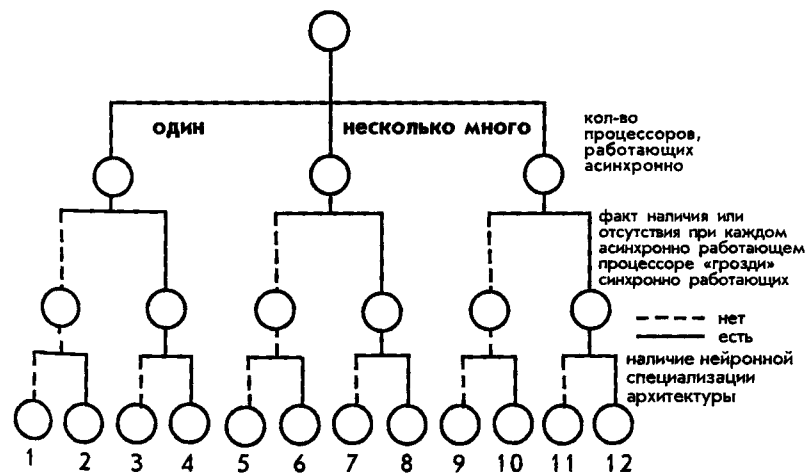 один несколько много
кол-во
процессоров,
работающих
асинхронно
факт наличия или
отсутствия при каждом
асинхронно работающем
процессоре «грозди»
синхронно работающих
нет
есть
наличие нейронной
специализации
архитектуры
1 2 3 4 5 6 7 8 9 10 11 12